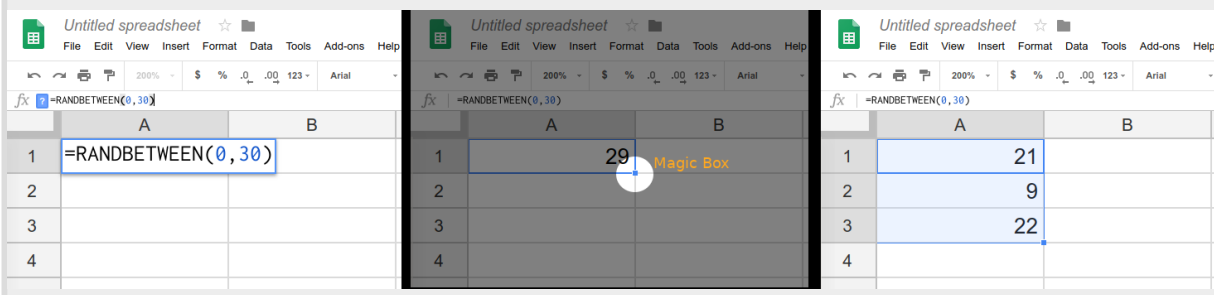 Untitled spreadsheet
File Edit View Insert Format Data Tools Add-ons Help
200% $ % .0 .00 123 Arial
fx ? =RANDBETWEEN(0,30)
A B
1 =RANDBETWEEN(0,30)
2
3
4
Untitled spreadsheet
File Edit View Insert Format Data Tools Add-ons Help
200% $ % .0 .00 123 Arial
fx =RANDBETWEEN(0,30)
A B
1 29 Magic Box
2
3
4
Untitled spreadsheet
File Edit View Insert Format Data Tools Add-ons Help
200% $ % .0 .00 123 Arial
fx =RANDBETWEEN(0,30)
A B
1 21
2 9
3 22
4